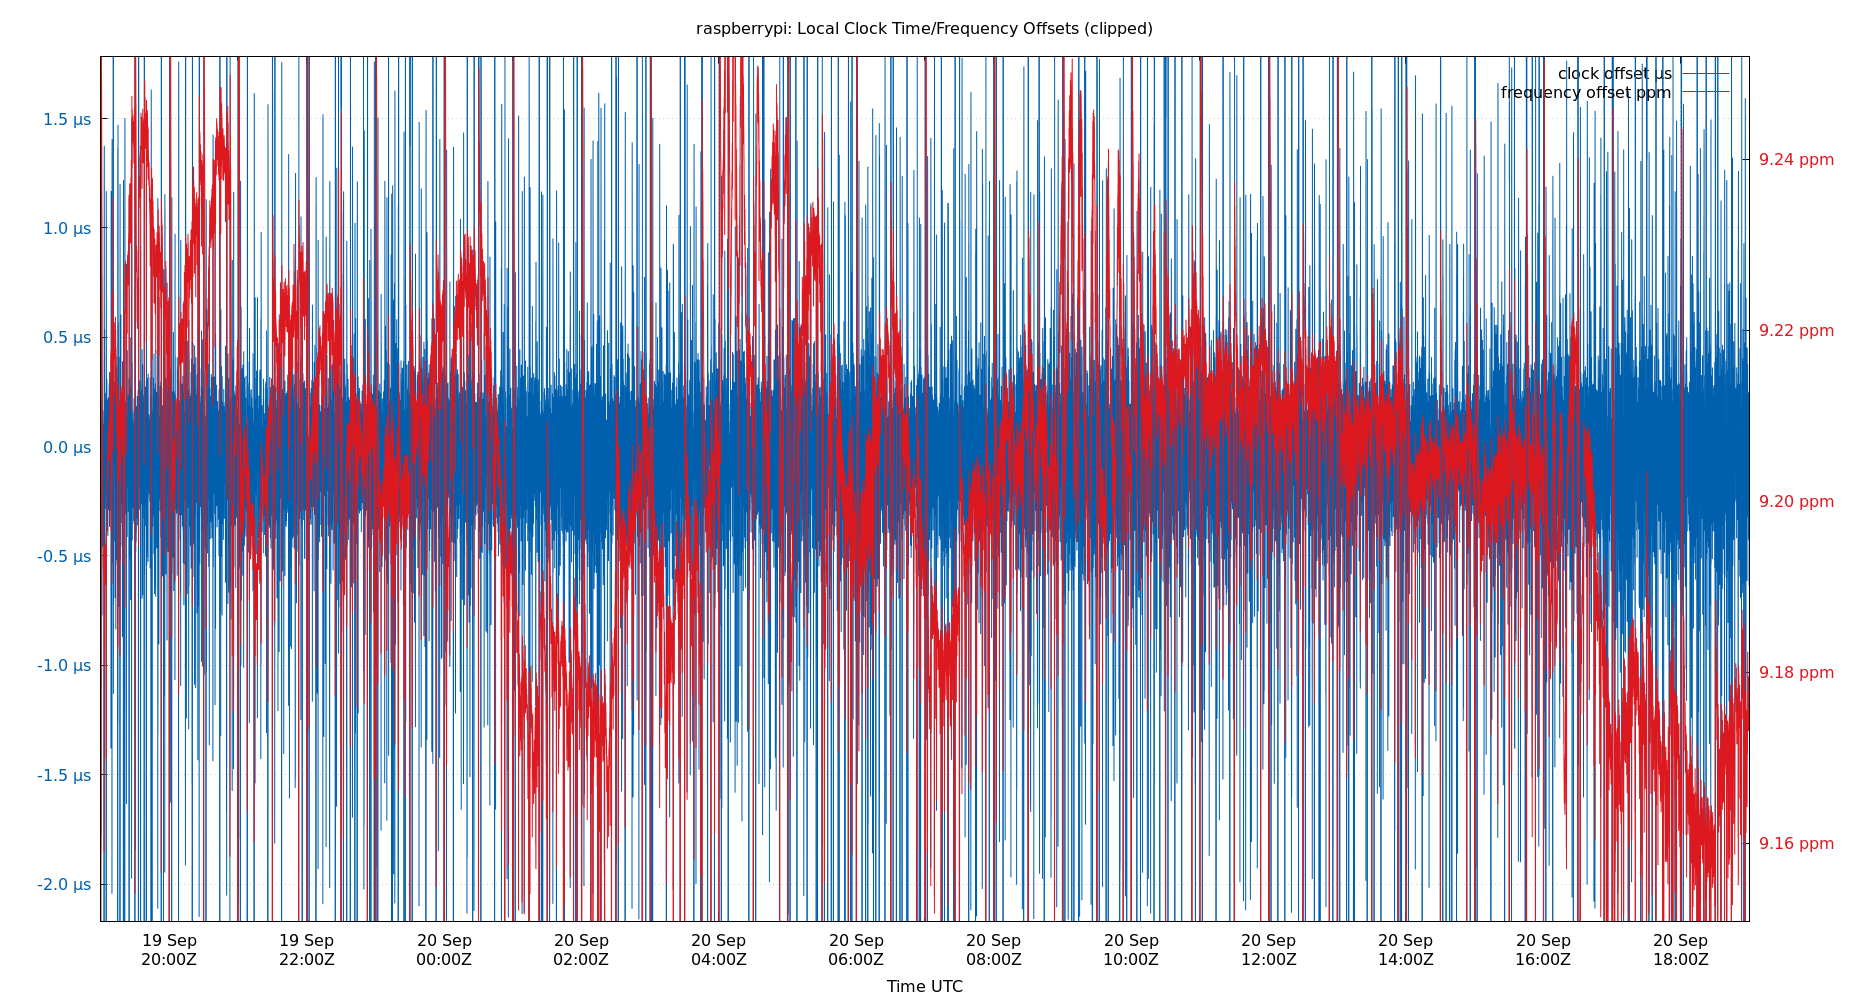 raspberrypi: Local Clock Time/Frequency Offsets (clipped)
clock offset µs
frequency offset ppm
1.5 µs
1.0 µs
0.5 µs
0.0 µs
-0.5 µs
-1.0 µs
-1.5 µs
-2.0 µs
9.24 ppm
9.22 ppm
9.20 ppm
9.18 ppm
9.16 ppm
19 Sep
20:00Z
19 Sep
22:00Z
20 Sep
00:00Z
20 Sep
02:00Z
20 Sep
04:00Z
20 Sep
06:00Z
20 Sep
08:00Z
20 Sep
10:00Z
20 Sep
12:00Z
20 Sep
14:00Z
20 Sep
16:00Z
20 Sep
18:00Z
Time UTC